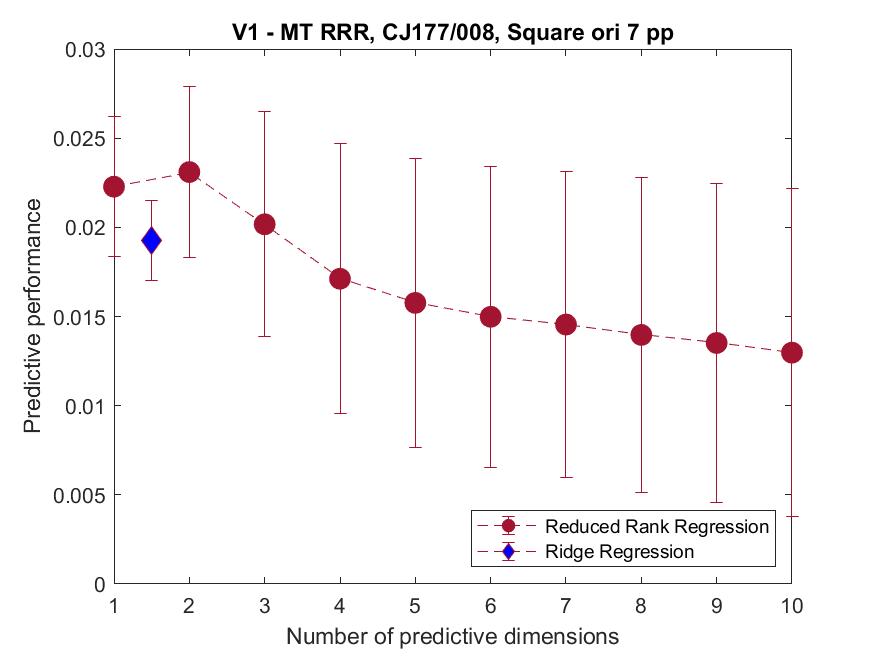 V1 - MT RRR, CJ177/008, Square ori 7 pp
0.03
0.025
0.02
0.015
0.01
0.005
0
Predictive performance
1 2 3 4 5 6 7 8 9 10
Number of predictive dimensions
Reduced Rank Regression
Ridge Regression